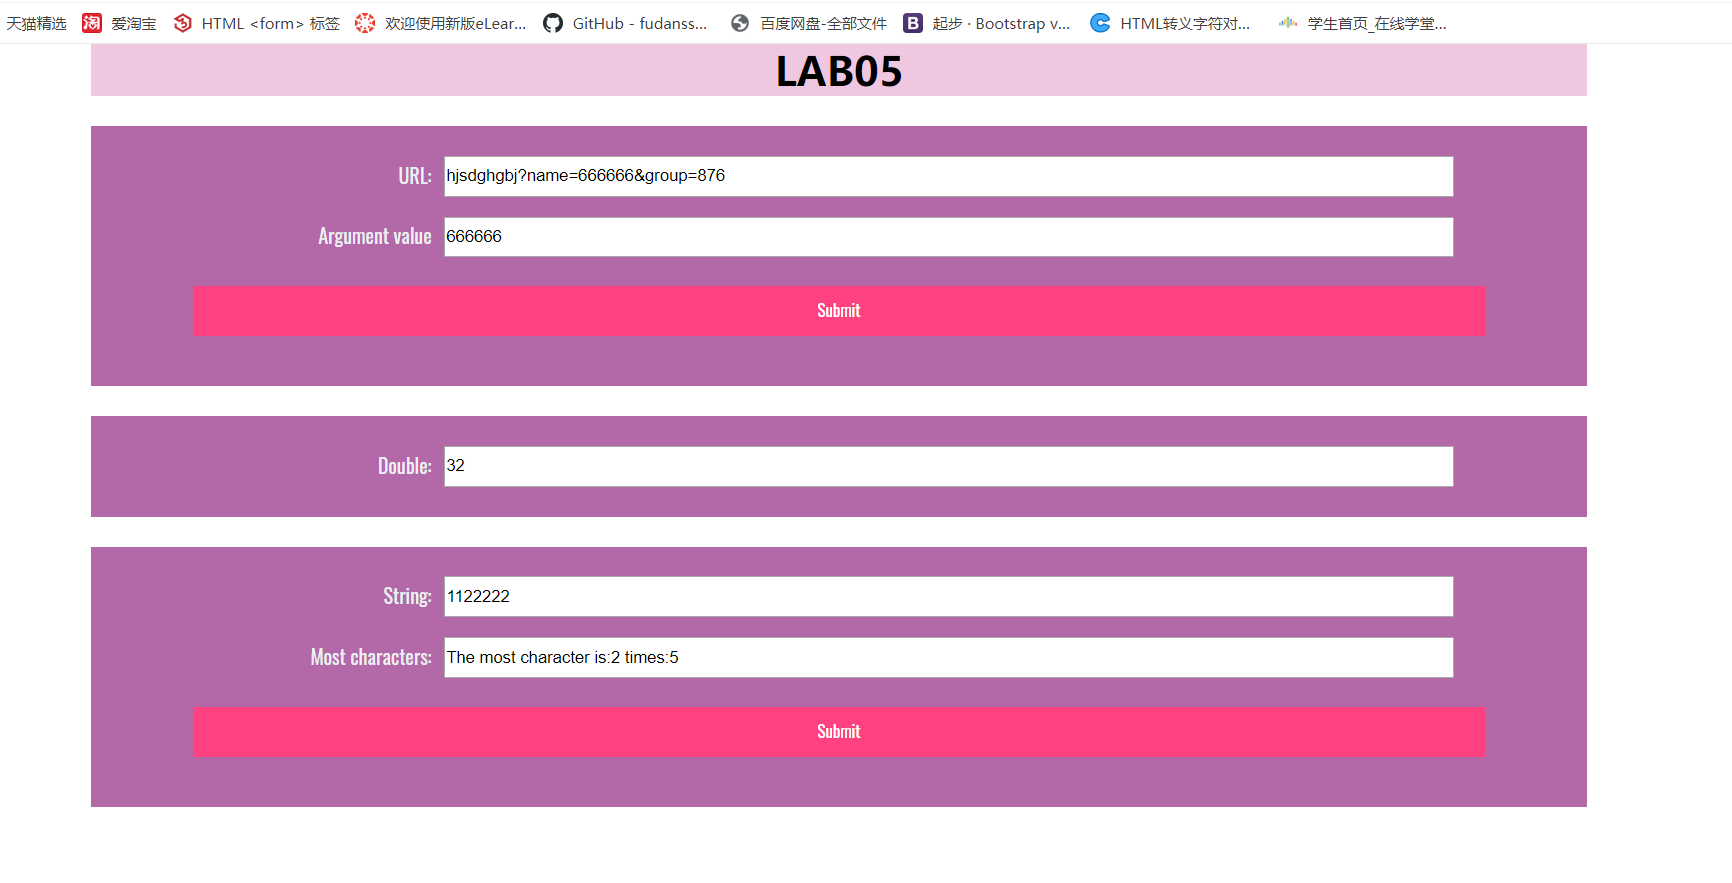 天猫精选 淘 爱淘宝 HTML <form> 标签 欢迎使用新版eLear... GitHub - fudanss... 百度网盘-全部文件 B 起步 · Bootstrap v... HTML转义字符对... 学生首页_在线学堂...
LAB05
URL: hjsdghgbj?name=666666&group=876
Argument value 666666
Submit
Double: 32
String: 1122222
Most characters: The most character is:2 times:5
Submit